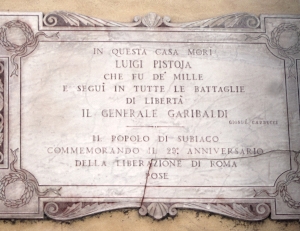 IN QUESTA CASA MORÌ
LUIGI PISTOJA
CHE FU DE' MILLE
E SEGUÌ IN TUTTE LE BATTAGLIE
DI LIBERTÀ
IL GENERALE GARIBALDI
IL POPOLO DI SUBIACO
COMMEMORANDO IL 22º ANNIVERSARIO
DELLA LIBERAZIONE DI ROMA
POSE